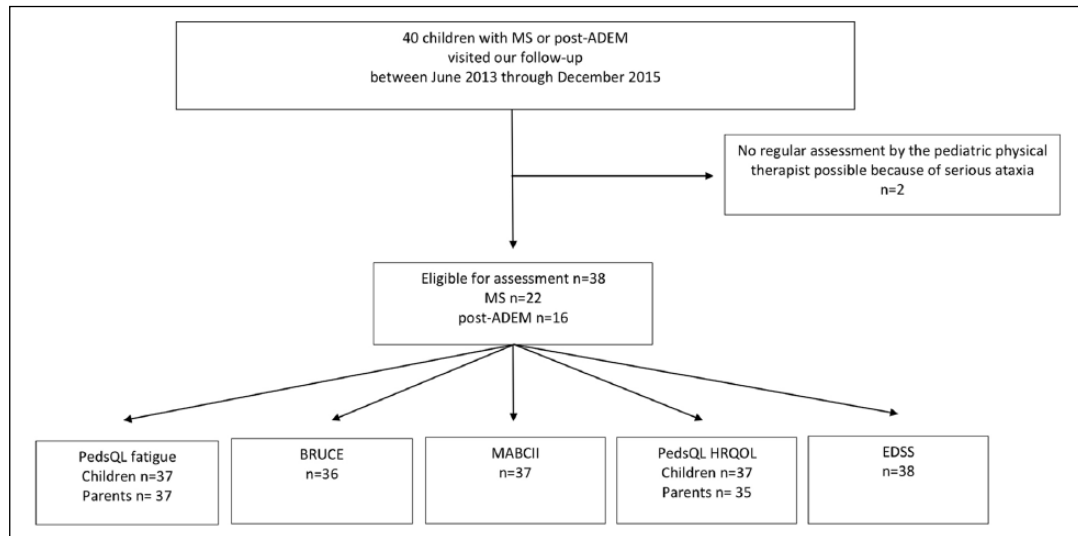 40 children with MS or post-ADEM
visited our follow-up
between June 2013 through December 2015
No regular assessment by the pediatric physical
therapist possible because of serious ataxia
n=2
Eligible for assessment n=38
MS n=22
post-ADEM n=16
PedsQL fatigue
Children n=37
Parents n= 37
BRUCE
n=36
MABCII
n=37
PedsQL HRQOL
Children n=37
Parents n= 35
EDSS
n=38